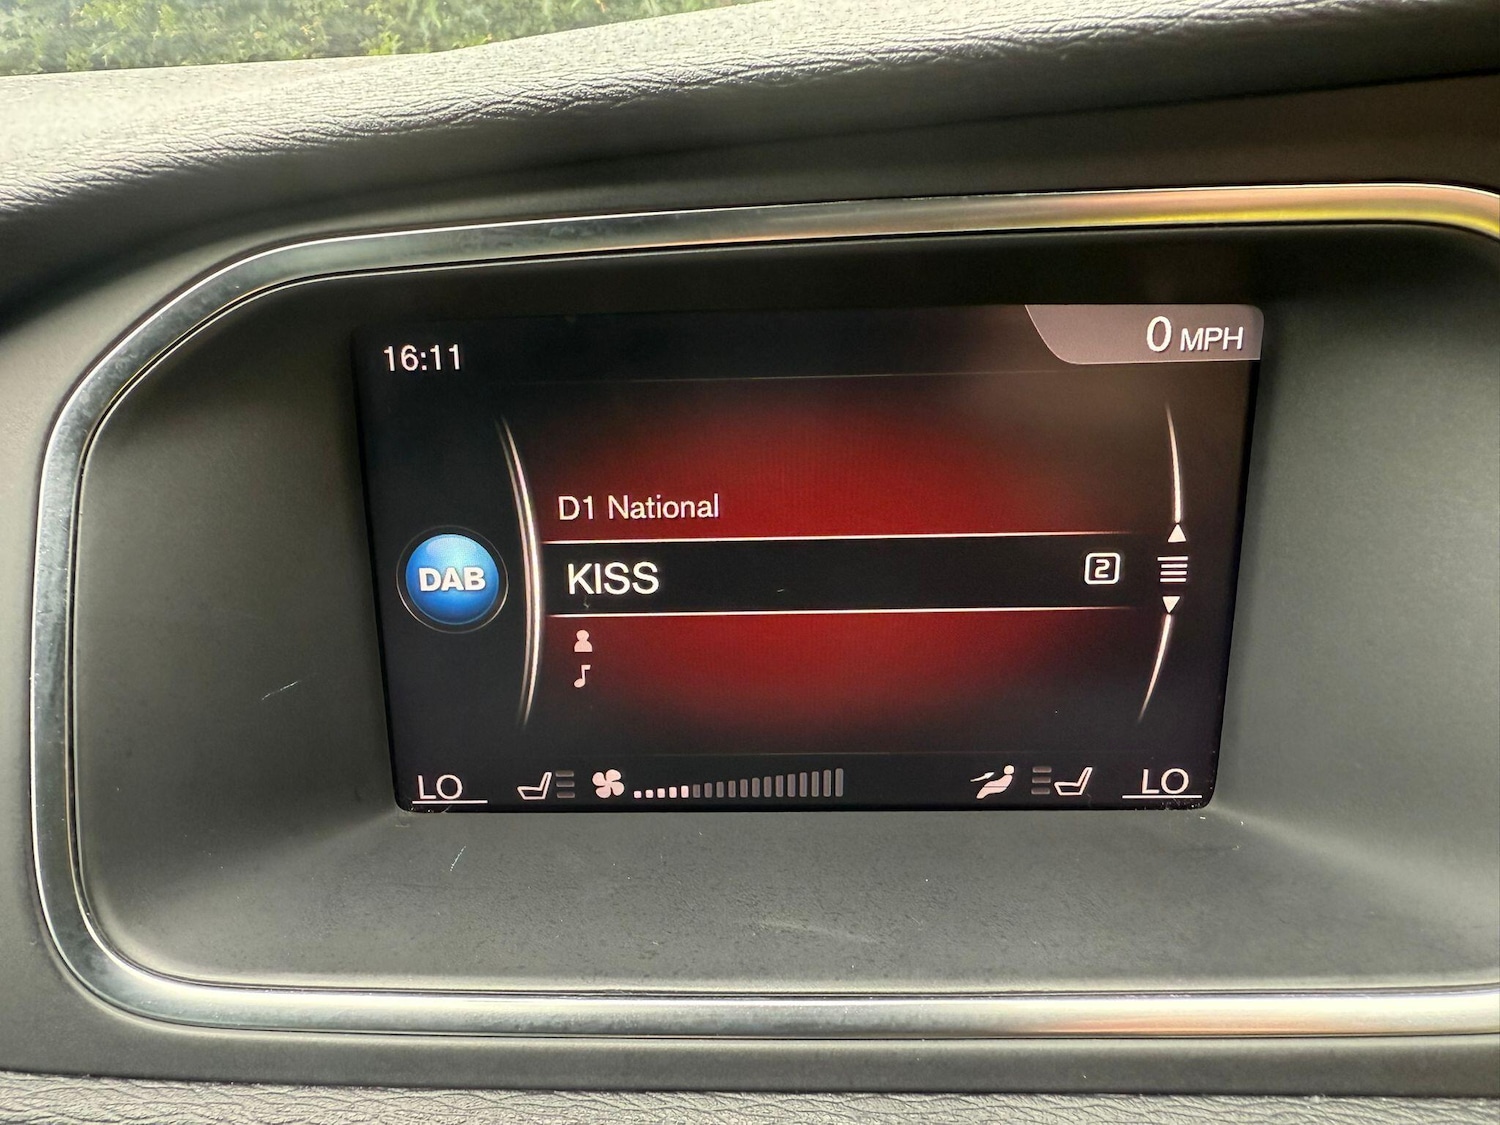 16:11
0 MPH
D1 National
DAB
KISS
2
LO
LO